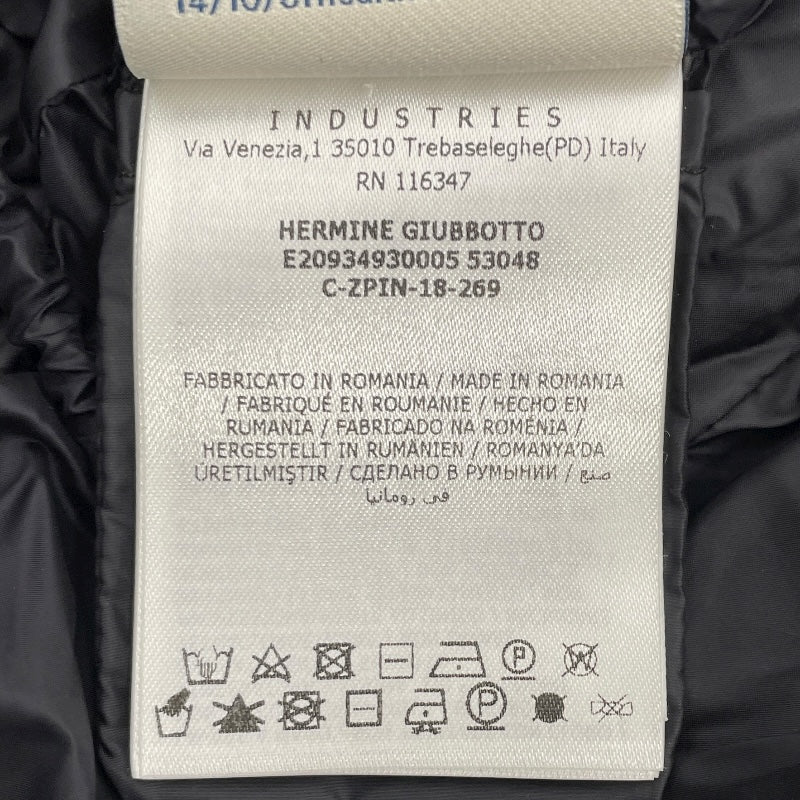 INDUSTRIES
Via Venezia,1 35010 Trebaseleghe(PD) Italy
RN 116347
HERMINE GIUBBOTTO
E20934930005 53048
C-ZPIN-18-269
FABBRICATO IN ROMANIA / MADE IN ROMANIA
/ FABRIQUÉ EN ROUMANIE / HECHO EN
RUMANIA / FABRICADO NA ROMÉNIA /
HERGESTELLT IN RUMÄNIEN / ROMANYA'DA
ÜRETILMIŞTIR / СДЕЛАНО В РУМЫНИИ / صنع
في رومانيا
P W
P